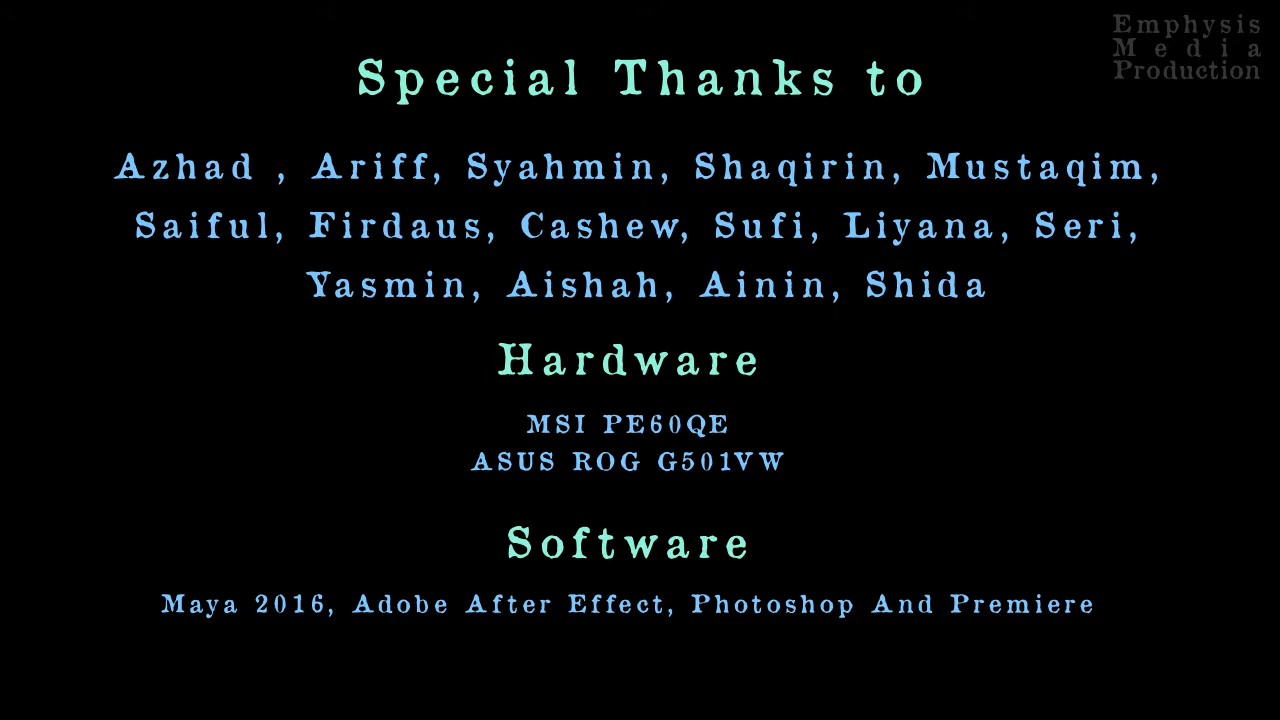 Emphysis
Media
Production
Special Thanks to
Azhad , Ariff, Syahmin, Shaqirin, Mustaqim,
Saiful, Firdaus, Cashew, Sufi, Liyana, Seri,
Yasmin, Aishah, Ainin, Shida
Hardware
MSI PE60QE
ASUS ROG G501VW
Software
Maya 2016, Adobe After Effect, Photoshop And Premiere